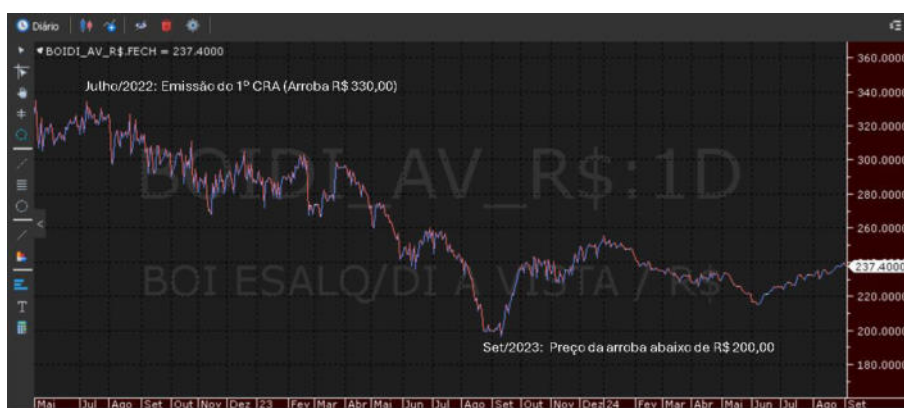 Diário
BOIDI_AV_R$.FECH = 237.4000
Julho/2022: Emissão do 1º CRA (Arroba R$ 330,00)
BOIDI_AV_R$:1D
BOI ESALQ/DI A VISTA / R$
Set/2023: Preço da arroba abaixo de R$ 200,00
360.0000
340.0000
320.0000
300.0000
280.0000
260.0000
237.4000
220.0000
200.0000
180.0000
Mai Jul Ago Set Out Nov Dez 23 Fev Mar Abr Mai Jun Jul Ago Set Out Nov Dez 24 Fev Mar Abr Mai Jun Jul Ago Set